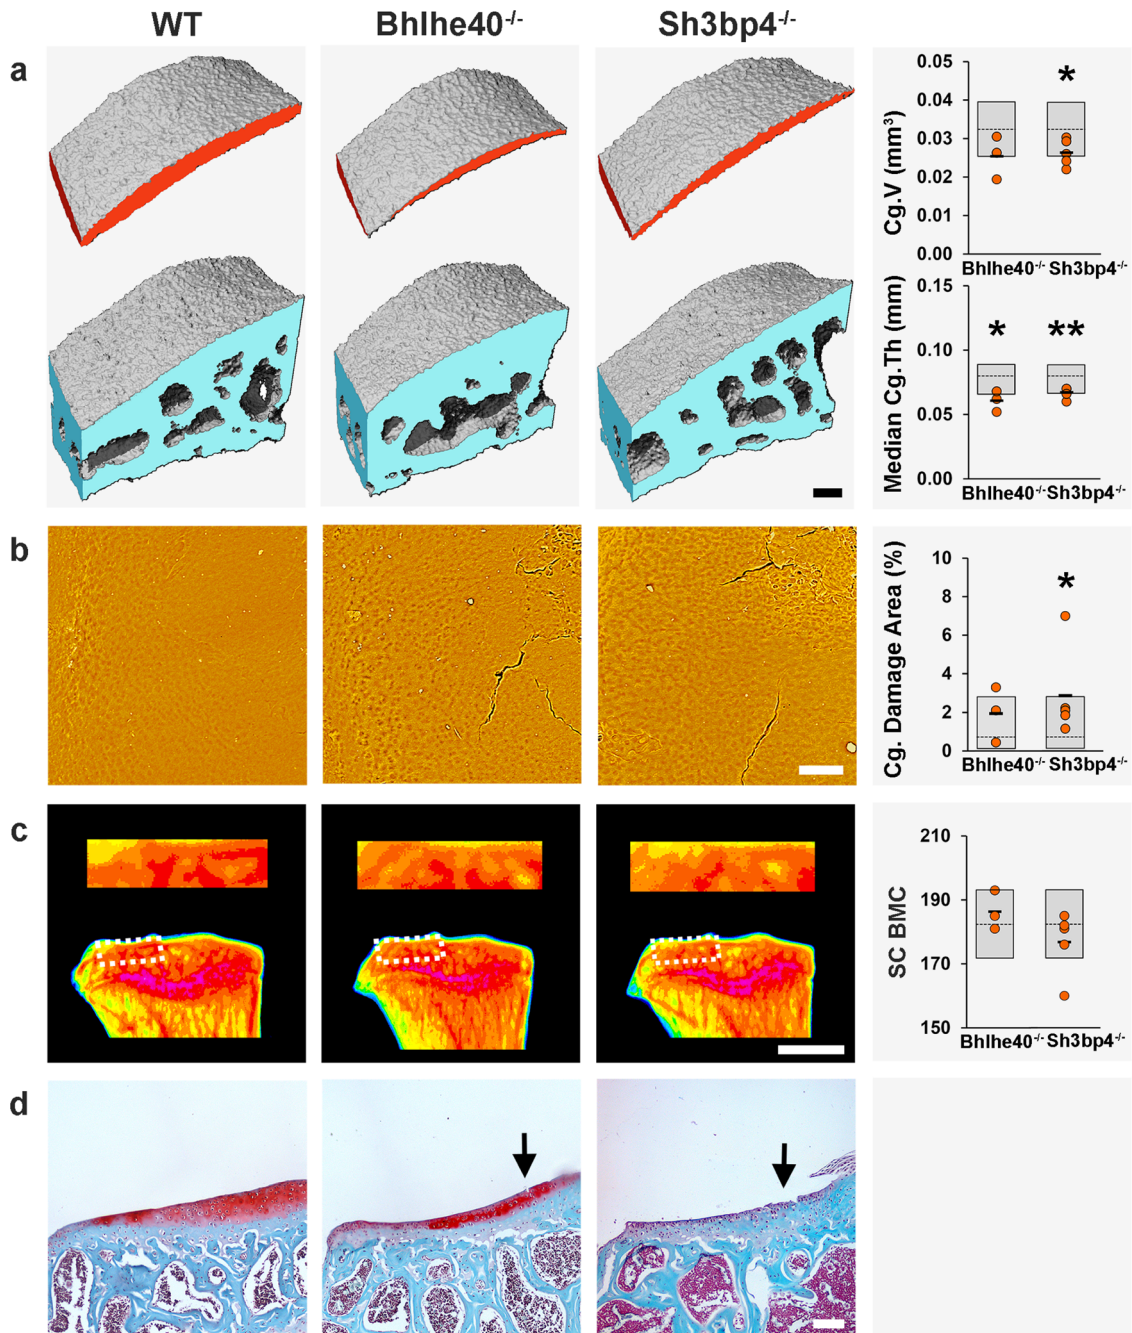 WT
Bhlhe40-/-
Sh3bp4-/-
a
0.05
0.04
0.03
0.02
0.01
0.00
Cg.V (mm³)
*
Bhlhe40-/- Sh3bp4-/-
0.15
0.10
0.05
0.00
Median Cg.Th (mm)
* **
Bhlhe40-/- Sh3bp4-/-
b
10
8
6
4
2
0
Cg. Damage Area (%)
*
Bhlhe40-/- Sh3bp4-/-
c
210
190
170
150
SC BMC
Bhlhe40-/- Sh3bp4-/-
d